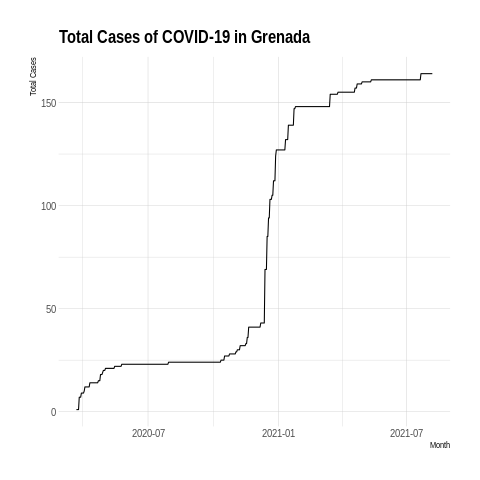 Total Cases of COVID-19 in Grenada
Total Cases
150
100
50
0
2020-07
2021-01
2021-07
Month